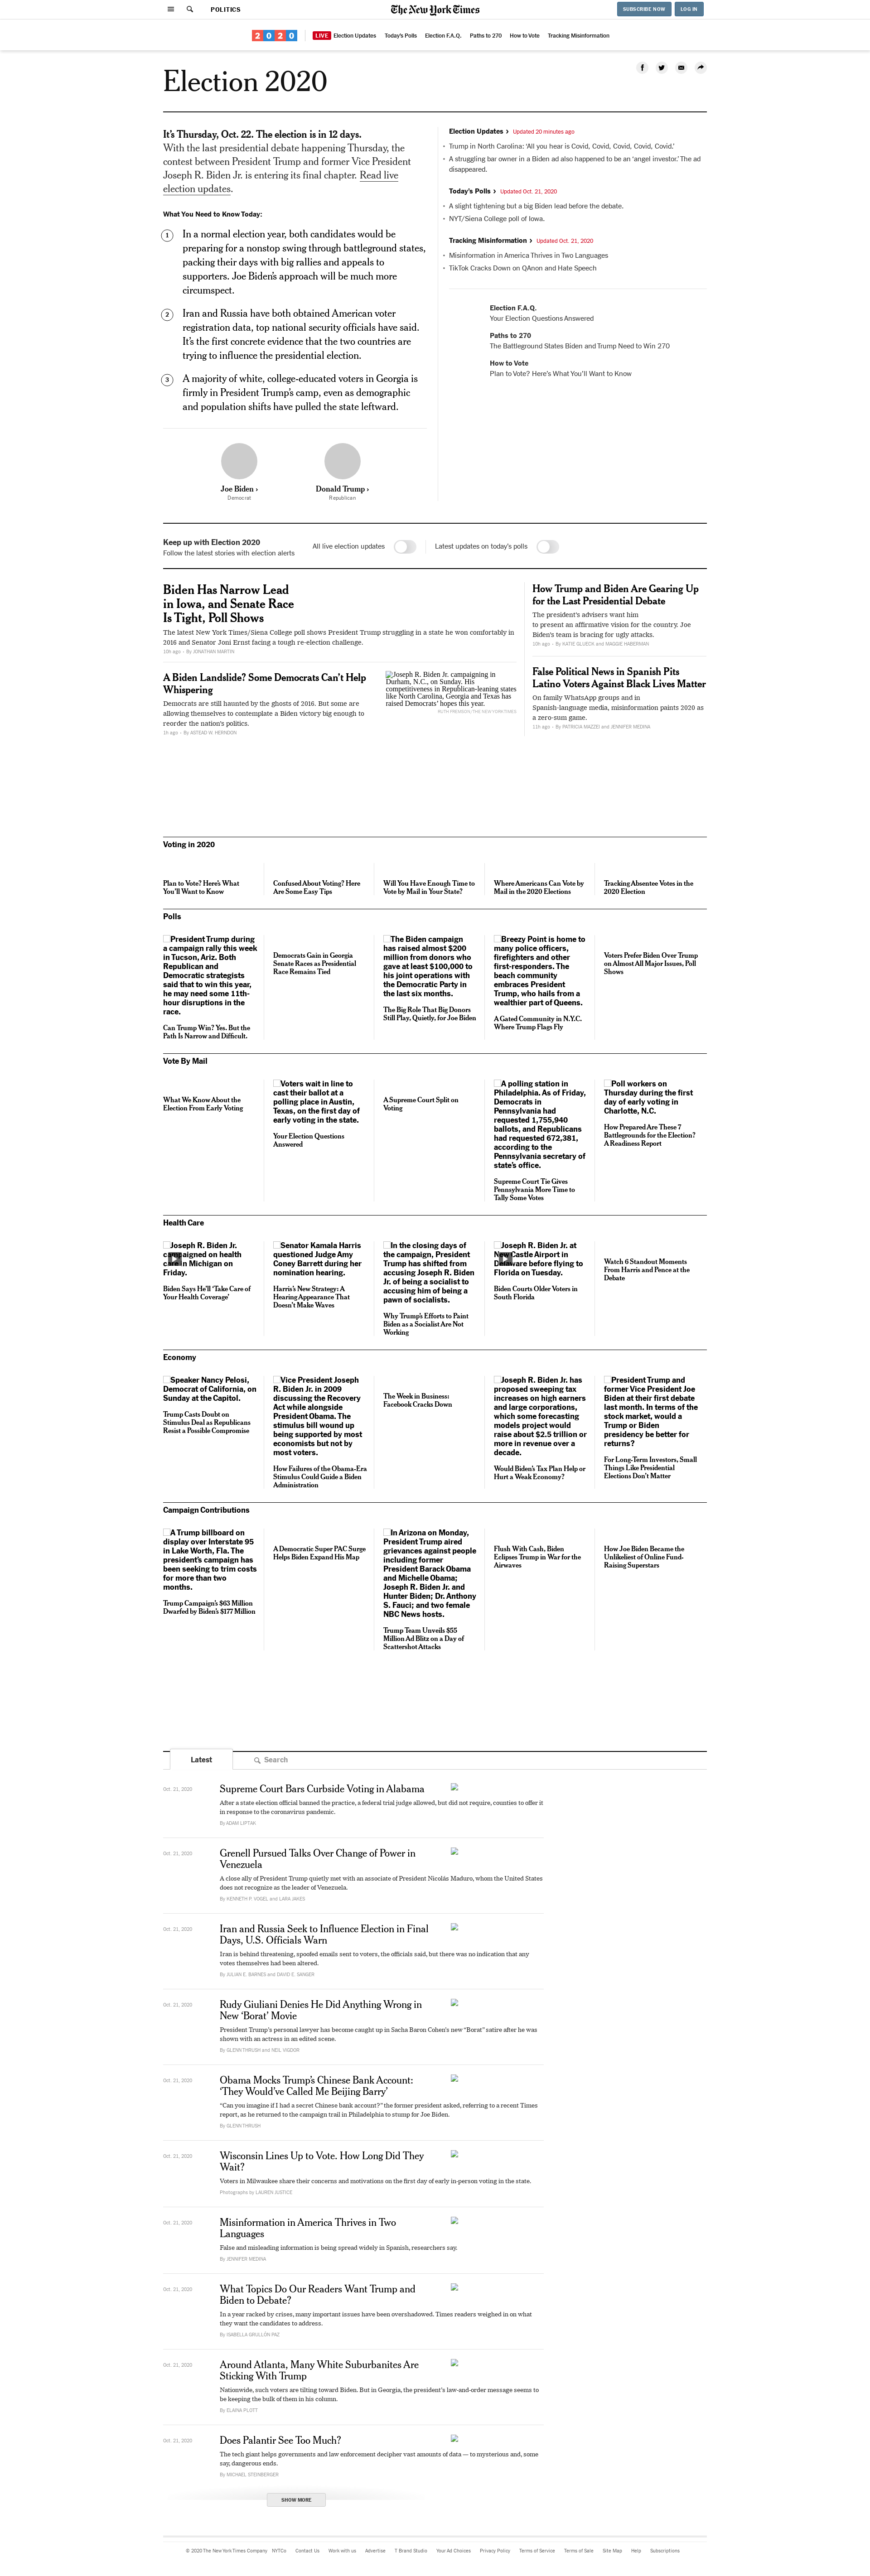 POLITICS
The New York Times
SUBSCRIBE NOW
LOG IN
2020
LIVE Election Updates
Today's Polls
Election F.A.Q.
Paths to 270
How to Vote
Tracking Misinformation
Election 2020
It's Thursday, Oct. 22. The election is in 12 days.
With the last presidential debate happening Thursday, the
contest between President Trump and former Vice President
Joseph R. Biden Jr. is entering its final chapter. Read live
election updates.
What You Need to Know Today:
1
In a normal election year, both candidates would be
preparing for a nonstop swing through battleground states,
packing their days with big rallies and appeals to
supporters. Joe Biden's approach will be much more
circumspect.
2
Iran and Russia have both obtained American voter
registration data, top national security officials have said.
It's the first concrete evidence that the two countries are
trying to influence the presidential election.
3
A majority of white, college-educated voters in Georgia is
firmly in President Trump's camp, even as demographic
and population shifts have pulled the state leftward.
Joe Biden ›
Democrat
Donald Trump ›
Republican
Election Updates › Updated 20 minutes ago
• Trump in North Carolina: 'All you hear is Covid, Covid, Covid, Covid, Covid.'
• A struggling bar owner in a Biden ad also happened to be an 'angel investor.' The ad
disappeared.
Today's Polls › Updated Oct. 21, 2020
• A slight tightening but a big Biden lead before the debate.
• NYT/Siena College poll of Iowa.
Tracking Misinformation › Updated Oct. 21, 2020
• Misinformation in America Thrives in Two Languages
• TikTok Cracks Down on QAnon and Hate Speech
Election F.A.Q.
Your Election Questions Answered
Paths to 270
The Battleground States Biden and Trump Need to Win 270
How to Vote
Plan to Vote? Here's What You'll Want to Know
Keep up with Election 2020
Follow the latest stories with election alerts
All live election updates
Latest updates on today's polls
Biden Has Narrow Lead
in Iowa, and Senate Race
Is Tight, Poll Shows
The latest New York Times/Siena College poll shows President Trump struggling in a state he won comfortably in
2016 and Senator Joni Ernst facing a tough re-election challenge.
10h ago • By JONATHAN MARTIN
A Biden Landslide? Some Democrats Can't Help
Whispering
Democrats are still haunted by the ghosts of 2016. But some are
allowing themselves to contemplate a Biden victory big enough to
reorder the nation's politics.
1h ago • By ASTEAD W. HERNDON
Joseph R. Biden Jr. campaigning in
Durham, N.C., on Sunday. His
competitiveness in Republican-leaning states
like North Carolina, Georgia and Texas has
raised Democrats' hopes this year.
RUTH FREMSON/THE NEW YORK TIMES
How Trump and Biden Are Gearing Up
for the Last Presidential Debate
The president's advisers want him
to present an affirmative vision for the country. Joe
Biden's team is bracing for ugly attacks.
10h ago • By KATIE GLUECK and MAGGIE HABERMAN
False Political News in Spanish Pits
Latino Voters Against Black Lives Matter
On family WhatsApp groups and in
Spanish-language media, misinformation paints 2020 as
a zero-sum game.
11h ago • By PATRICIA MAZZEI and JENNIFER MEDINA
Voting in 2020
Plan to Vote? Here's What
You'll Want to Know
Confused About Voting? Here
Are Some Easy Tips
Will You Have Enough Time to
Vote by Mail in Your State?
Where Americans Can Vote by
Mail in the 2020 Elections
Tracking Absentee Votes in the
2020 Election
Polls
President Trump during
a campaign rally this week
in Tucson, Ariz. Both
Republican and
Democratic strategists
said that to win this year,
he may need some 11th-
hour disruptions in the
race.
Can Trump Win? Yes. But the
Path Is Narrow and Difficult.
Democrats Gain in Georgia
Senate Races as Presidential
Race Remains Tied
The Biden campaign
has raised almost $200
million from donors who
gave at least $100,000 to
his joint operations with
the Democratic Party in
the last six months.
The Big Role That Big Donors
Still Play, Quietly, for Joe Biden
Breezy Point is home to
many police officers,
firefighters and other
first-responders. The
beach community
embraces President
Trump, who hails from a
wealthier part of Queens.
A Gated Community in N.Y.C.
Where Trump Flags Fly
Voters Prefer Biden Over Trump
on Almost All Major Issues, Poll
Shows
Vote By Mail
What We Know About the
Election From Early Voting
Voters wait in line to
cast their ballot at a
polling place in Austin,
Texas, on the first day of
early voting in the state.
Your Election Questions
Answered
A Supreme Court Split on
Voting
A polling station in
Philadelphia. As of Friday,
Democrats in
Pennsylvania had
requested 1,755,940
ballots, and Republicans
had requested 672,381,
according to the
Pennsylvania secretary of
state's office.
Supreme Court Tie Gives
Pennsylvania More Time to
Tally Some Votes
Poll workers on
Thursday during the first
day of early voting in
Charlotte, N.C.
How Prepared Are These 7
Battlegrounds for the Election?
A Readiness Report
Health Care
Joseph R. Biden Jr.
campaigned on health
care in Michigan on
Friday.
Biden Says He'll 'Take Care of
Your Health Coverage'
Senator Kamala Harris
questioned Judge Amy
Coney Barrett during her
nomination hearing.
Harris's New Strategy: A
Hearing Appearance That
Doesn't Make Waves
In the closing days of
the campaign, President
Trump has shifted from
accusing Joseph R. Biden
Jr. of being a socialist to
accusing him of being a
pawn of socialists.
Why Trump's Efforts to Paint
Biden as a Socialist Are Not
Working
Joseph R. Biden Jr. at
New Castle Airport in
Delaware before flying to
Florida on Tuesday.
Biden Courts Older Voters in
South Florida
Watch 6 Standout Moments
From Harris and Pence at the
Debate
Economy
Speaker Nancy Pelosi,
Democrat of California, on
Sunday at the Capitol.
Trump Casts Doubt on
Stimulus Deal as Republicans
Resist a Possible Compromise
Vice President Joseph
R. Biden Jr. in 2009
discussing the Recovery
Act while alongside
President Obama. The
stimulus bill wound up
being supported by most
economists but not by
most voters.
How Failures of the Obama-Era
Stimulus Could Guide a Biden
Administration
The Week in Business:
Facebook Cracks Down
Joseph R. Biden Jr. has
proposed sweeping tax
increases on high earners
and large corporations,
which some forecasting
models project would
raise about $2.5 trillion or
more in revenue over a
decade.
Would Biden's Tax Plan Help or
Hurt a Weak Economy?
President Trump and
former Vice President Joe
Biden at their first debate
last month. In terms of the
stock market, would a
Trump or Biden
presidency be better for
returns?
For Long-Term Investors, Small
Things Like Presidential
Elections Don't Matter
Campaign Contributions
A Trump billboard on
display over Interstate 95
in Lake Worth, Fla. The
president's campaign has
been seeking to trim costs
for more than two
months.
Trump Campaign's $63 Million
Dwarfed by Biden's $177 Million
A Democratic Super PAC Surge
Helps Biden Expand His Map
In Arizona on Monday,
President Trump aired
grievances against people
including former
President Barack Obama
and Michelle Obama;
Joseph R. Biden Jr. and
Hunter Biden; Dr. Anthony
S. Fauci; and two female
NBC News hosts.
Trump Team Unveils $55
Million Ad Blitz on a Day of
Scattershot Attacks
Flush With Cash, Biden
Eclipses Trump in War for the
Airwaves
How Joe Biden Became the
Unlikeliest of Online Fund-
Raising Superstars
Latest
Search
Oct. 21, 2020
Supreme Court Bars Curbside Voting in Alabama
After a state election official banned the practice, a federal trial judge allowed, but did not require, counties to offer it
in response to the coronavirus pandemic.
By ADAM LIPTAK
Oct. 21, 2020
Grenell Pursued Talks Over Change of Power in
Venezuela
A close ally of President Trump quietly met with an associate of President Nicolás Maduro, whom the United States
does not recognize as the leader of Venezuela.
By KENNETH P. VOGEL and LARA JAKES
Oct. 21, 2020
Iran and Russia Seek to Influence Election in Final
Days, U.S. Officials Warn
Iran is behind threatening, spoofed emails sent to voters, the officials said, but there was no indication that any
votes themselves had been altered.
By JULIAN E. BARNES and DAVID E. SANGER
Oct. 21, 2020
Rudy Giuliani Denies He Did Anything Wrong in
New 'Borat' Movie
President Trump's personal lawyer has become caught up in Sacha Baron Cohen's new "Borat" satire after he was
shown with an actress in an edited scene.
By GLENN THRUSH and NEIL VIGDOR
Oct. 21, 2020
Obama Mocks Trump's Chinese Bank Account:
'They Would've Called Me Beijing Barry'
"Can you imagine if I had a secret Chinese bank account?" the former president asked, referring to a recent Times
report, as he returned to the campaign trail in Philadelphia to stump for Joe Biden.
By GLENN THRUSH
Oct. 21, 2020
Wisconsin Lines Up to Vote. How Long Did They
Wait?
Voters in Milwaukee share their concerns and motivations on the first day of early in-person voting in the state.
Photographs by LAUREN JUSTICE
Oct. 21, 2020
Misinformation in America Thrives in Two
Languages
False and misleading information is being spread widely in Spanish, researchers say.
By JENNIFER MEDINA
Oct. 21, 2020
What Topics Do Our Readers Want Trump and
Biden to Debate?
In a year racked by crises, many important issues have been overshadowed. Times readers weighed in on what
they want the candidates to address.
By ISABELLA GRULLÓN PAZ
Oct. 21, 2020
Around Atlanta, Many White Suburbanites Are
Sticking With Trump
Nationwide, such voters are tilting toward Biden. But in Georgia, the president's law-and-order message seems to
be keeping the bulk of them in his column.
By ELAINA PLOTT
Oct. 21, 2020
Does Palantir See Too Much?
The tech giant helps governments and law enforcement decipher vast amounts of data — to mysterious and, some
say, dangerous ends.
By MICHAEL STEINBERGER
SHOW MORE
© 2020 The New York Times Company
NYTCo
Contact Us
Work with us
Advertise
T Brand Studio
Your Ad Choices
Privacy Policy
Terms of Service
Terms of Sale
Site Map
Help
Subscriptions